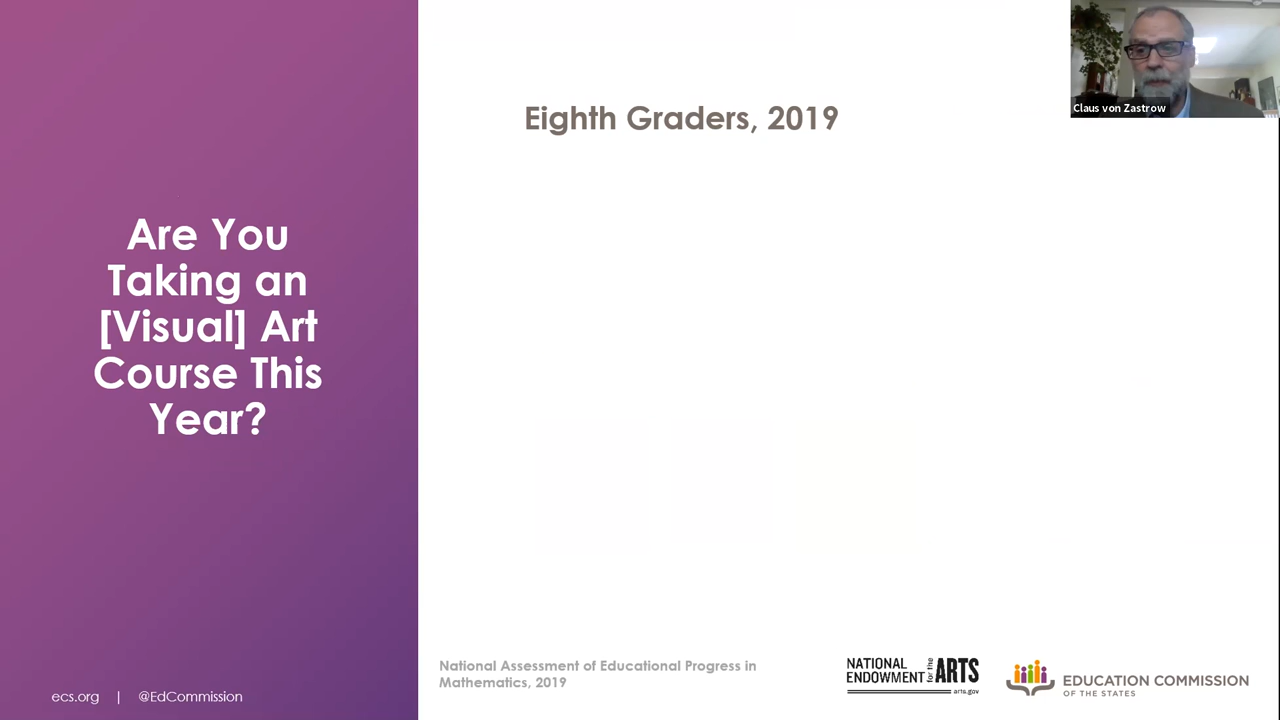 Claus von Zastrow
Eighth Graders, 2019
Are You
Taking an
[Visual] Art
Course This
Year?
National Assessment of Educational Progress in
Mathematics, 2019
NATIONAL
ENDOWMENT
for the
ARTS
arts.gov
EDUCATION COMMISSION
OF THE STATES
ecs.org | @EdCommission